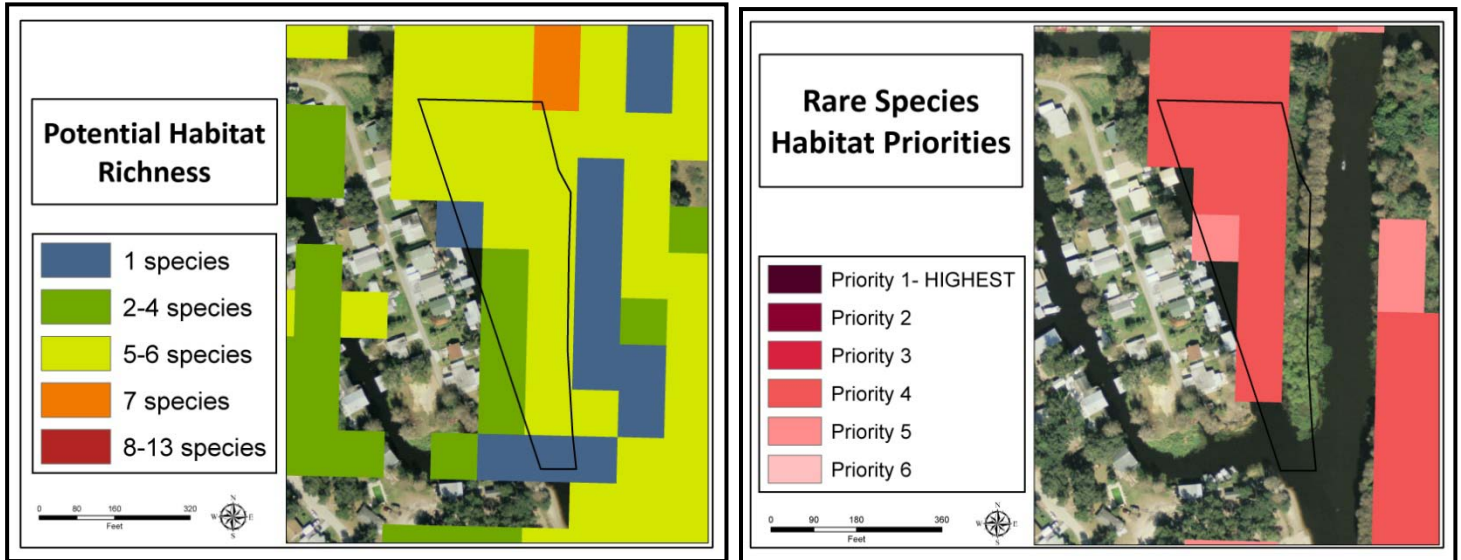 Potential Habitat
Richness
1 species
2-4 species
5-6 species
7 species
8-13 species
0 80 160 320
Feet
N
W E
S
Rare Species
Habitat Priorities
Priority 1- HIGHEST
Priority 2
Priority 3
Priority 4
Priority 5
Priority 6
0 90 180 360
Feet
N
W E
S